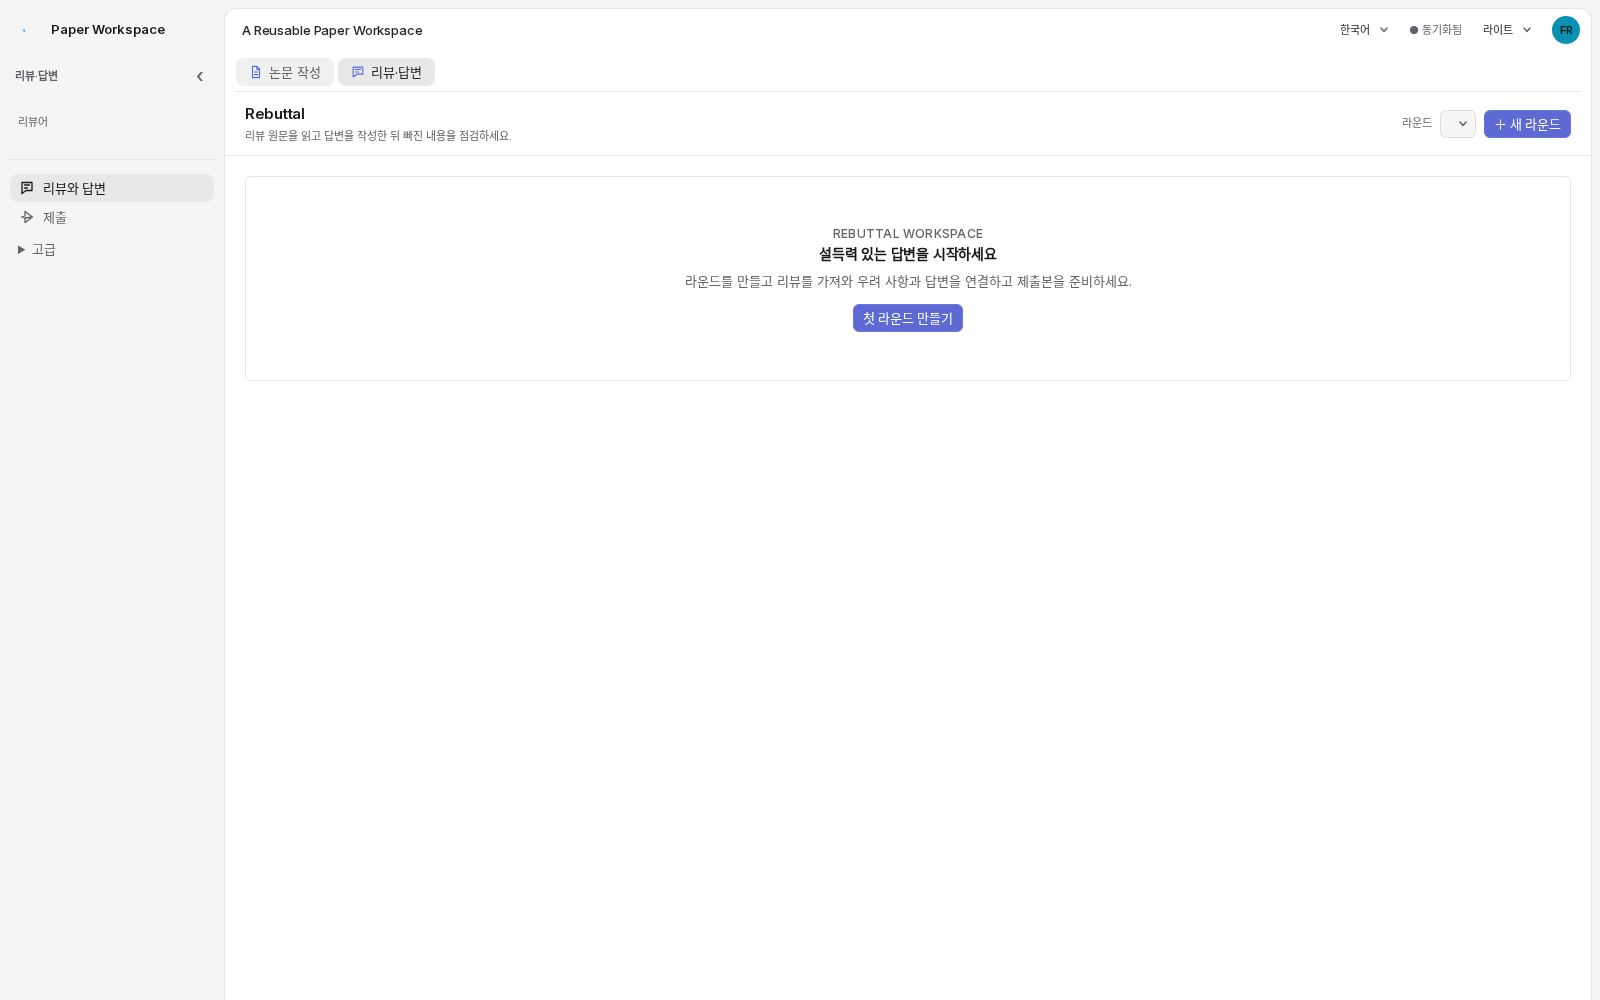 Paper Workspace
A Reusable Paper Workspace
한국어
동기화됨
라이트
FR
리뷰·답변
논문 작성
리뷰·답변
리뷰어
리뷰와 답변
제출
고급
Rebuttal
리뷰 원문을 읽고 답변을 작성한 뒤 빠진 내용을 점검하세요.
라운드
+ 새 라운드
REBUTTAL WORKSPACE
설득력 있는 답변을 시작하세요
라운드를 만들고 리뷰를 가져와 우려 사항과 답변을 연결하고 제출본을 준비하세요.
첫 라운드 만들기